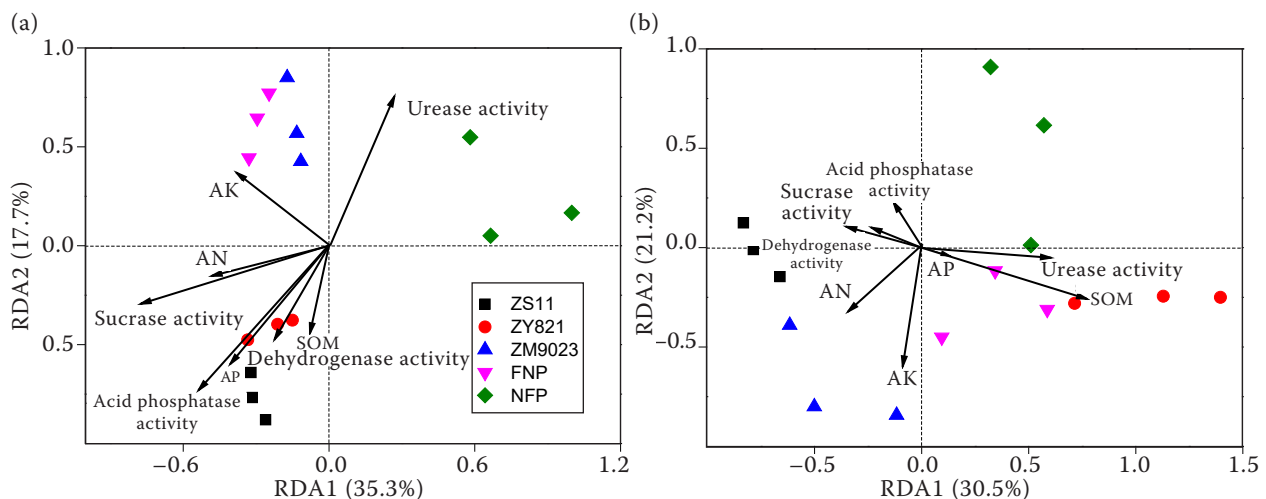 (a)
1.0
0.5
0.0
0.5
RDA2 (17.7%)
Urease activity
AK
AN
Sucrase activity
SOM
Dehydrogenase activity
AP
Acid phosphatase
activity
ZS11
ZY821
ZM9023
FNP
NFP
−0.6
0.0
0.6
1.2
RDA1 (35.3%)
(b)
1.0
0.5
0.0
−0.5
RDA2 (21.2%)
Acid phosphatase
activity
Sucrase
activity
Dehydrogenase
activity
AP
Urease activity
SOM
AN
AK
−0.5
0.0
0.5
1.0
1.5
RDA1 (30.5%)